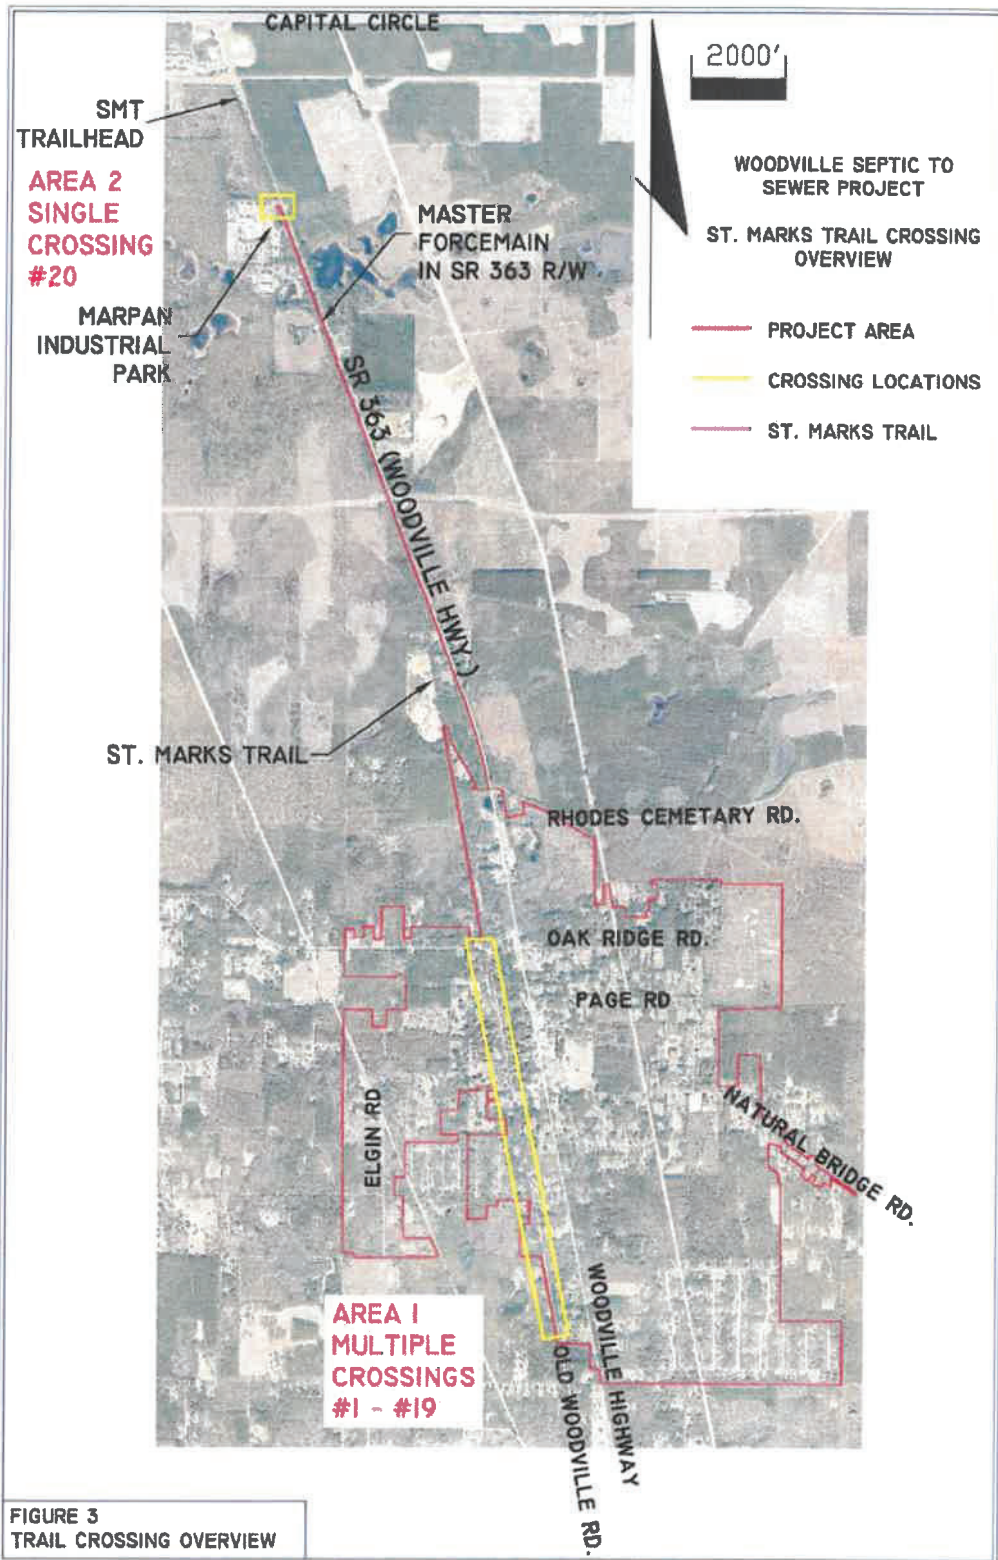 CAPITAL CIRCLE
2000'
SMT
TRAILHEAD
WOODVILLE SEPTIC TO
SEWER PROJECT
ST. MARKS TRAIL CROSSING
OVERVIEW
AREA 2
SINGLE
CROSSING
#20
MASTER
FORCEMAIN
IN SR 363 R/W
MARPAN
INDUSTRIAL
PARK
PROJECT AREA
CROSSING LOCATIONS
ST. MARKS TRAIL
SR 363 (WOODVILLE HWY.)
ST. MARKS TRAIL
RHODES CEMETARY RD.
OAK RIDGE RD.
PAGE RD
ELGIN RD
NATURAL BRIDGE RD.
AREA 1
MULTIPLE
CROSSINGS
#1 - #19
WOODVILLE HIGHWAY
OLD WOODVILLE RD.
FIGURE 3
TRAIL CROSSING OVERVIEW